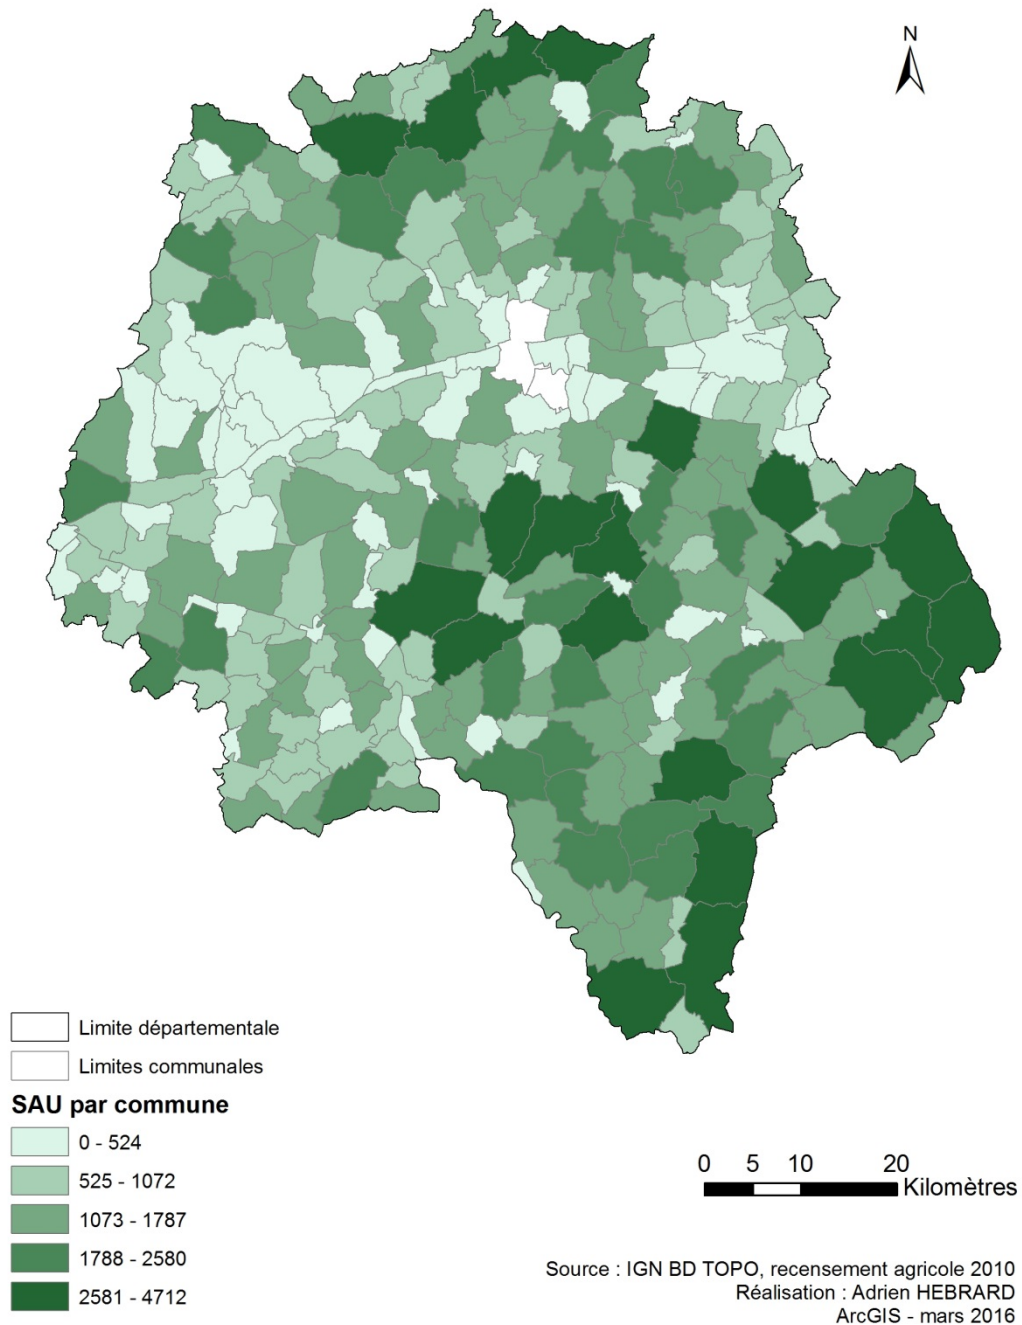 N
Limite départementale
Limites communales
SAU par commune
0 - 524
525 - 1072
1073 - 1787
1788 - 2580
2581 - 4712
0 5 10 20
Kilomètres
Source : IGN BD TOPO, recensement agricole 2010
Réalisation : Adrien HEBRARD
ArcGIS - mars 2016